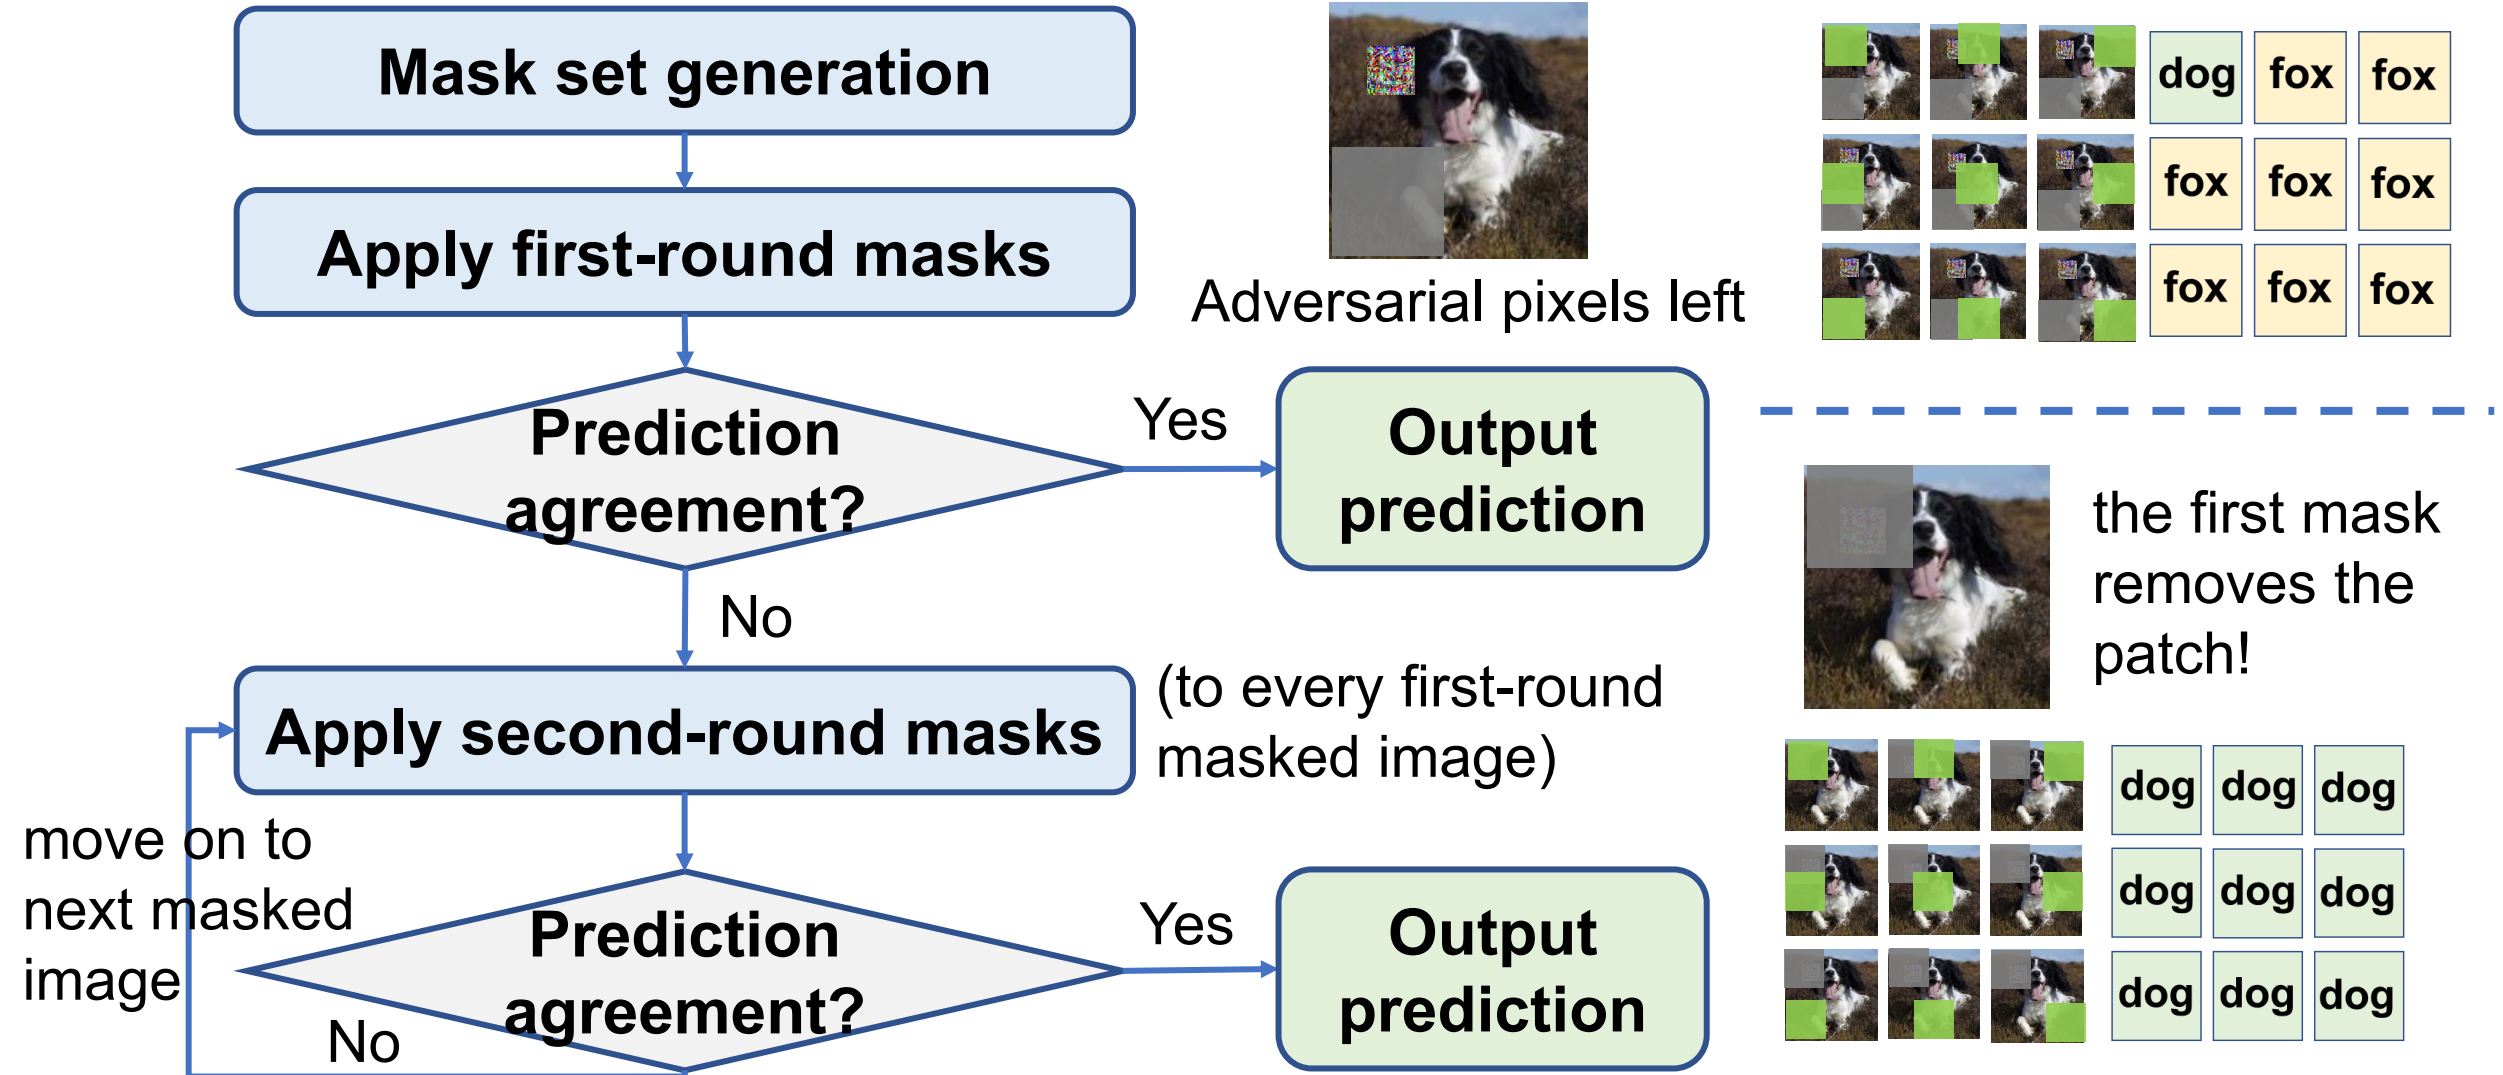 Mask set generation
Apply first-round masks
Prediction
agreement?
Yes
Output
prediction
No
Apply second-round masks
(to every first-round
masked image)
move on to
next masked
image
Prediction
agreement?
Yes
Output
prediction
No
Adversarial pixels left
dog fox fox
fox fox fox
fox fox fox
the first mask
removes the
patch!
dog dog dog
dog dog dog
dog dog dog